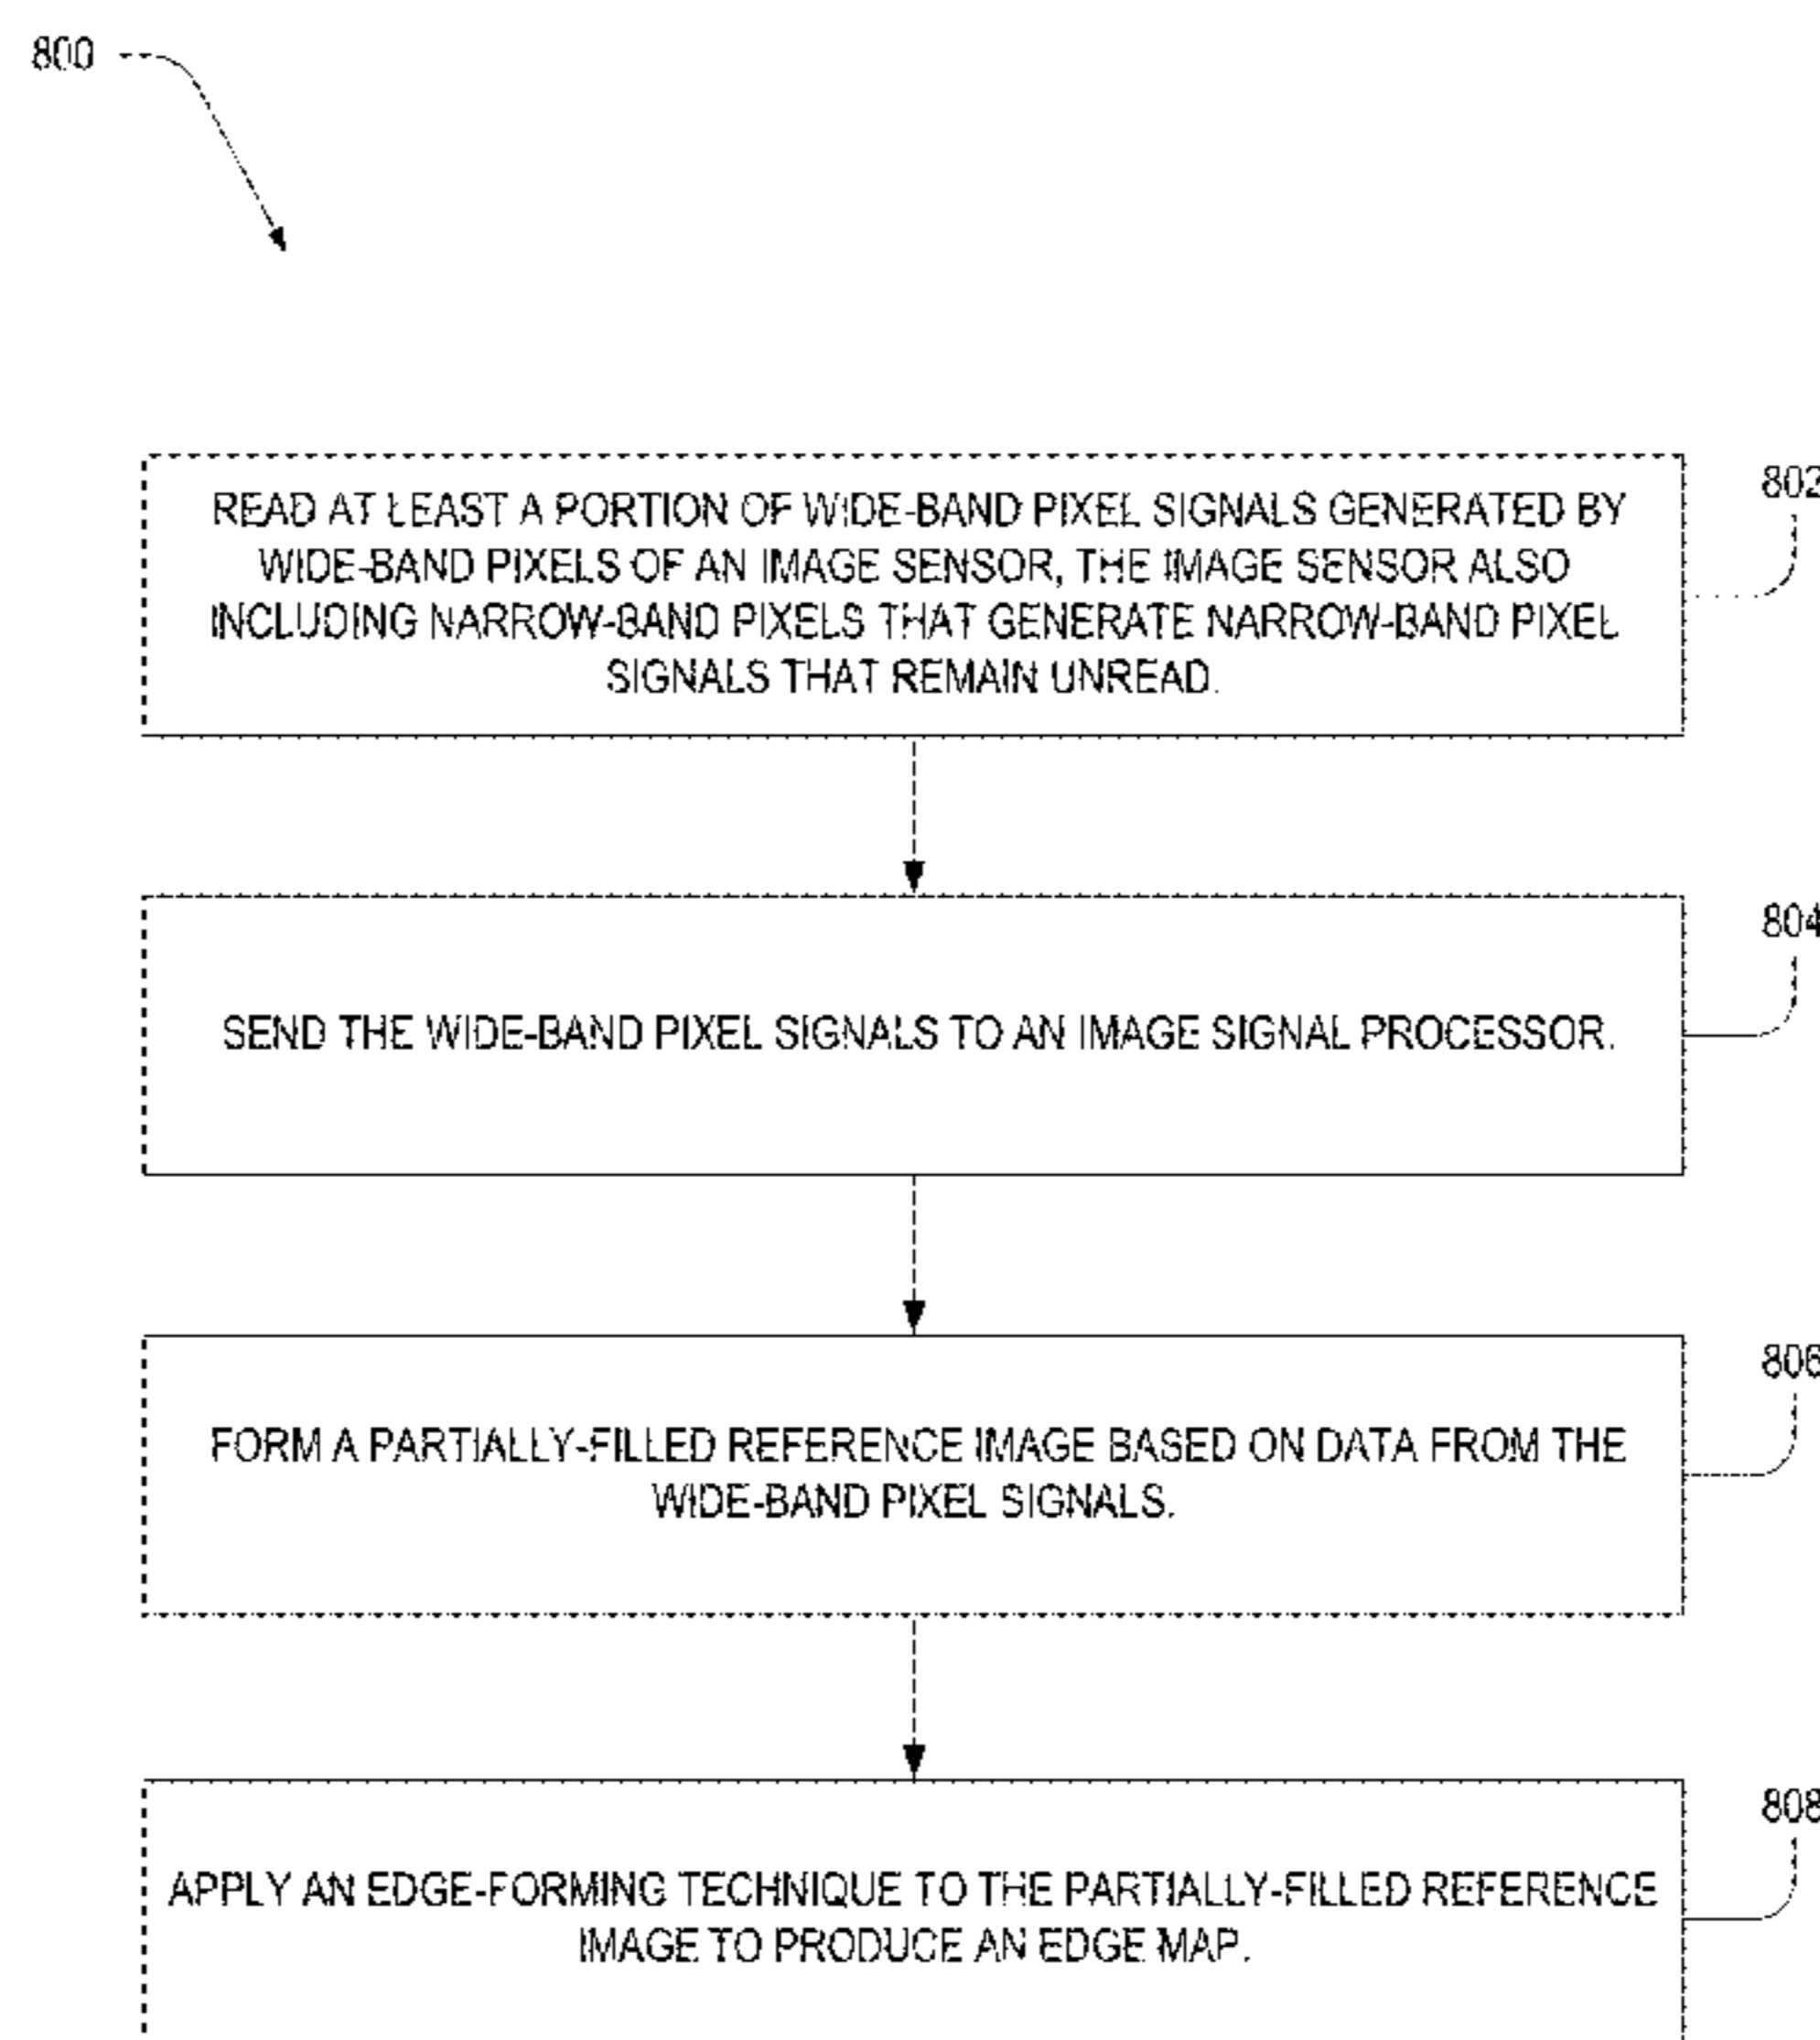 800
READ AT LEAST A PORTION OF WIDE-BAND PIXEL SIGNALS GENERATED BY
WIDE-BAND PIXELS OF AN IMAGE SENSOR, THE IMAGE SENSOR ALSO
INCLUDING NARROW-BAND PIXELS THAT GENERATE NARROW-BAND PIXEL
SIGNALS THAT REMAIN UNREAD.
802
SEND THE WIDE-BAND PIXEL SIGNALS TO AN IMAGE SIGNAL PROCESSOR.
804
FORM A PARTIALLY-FILLED REFERENCE IMAGE BASED ON DATA FROM THE
WIDE-BAND PIXEL SIGNALS.
806
APPLY AN EDGE-FORMING TECHNIQUE TO THE PARTIALLY-FILLED REFERENCE
IMAGE TO PRODUCE AN EDGE MAP.
808